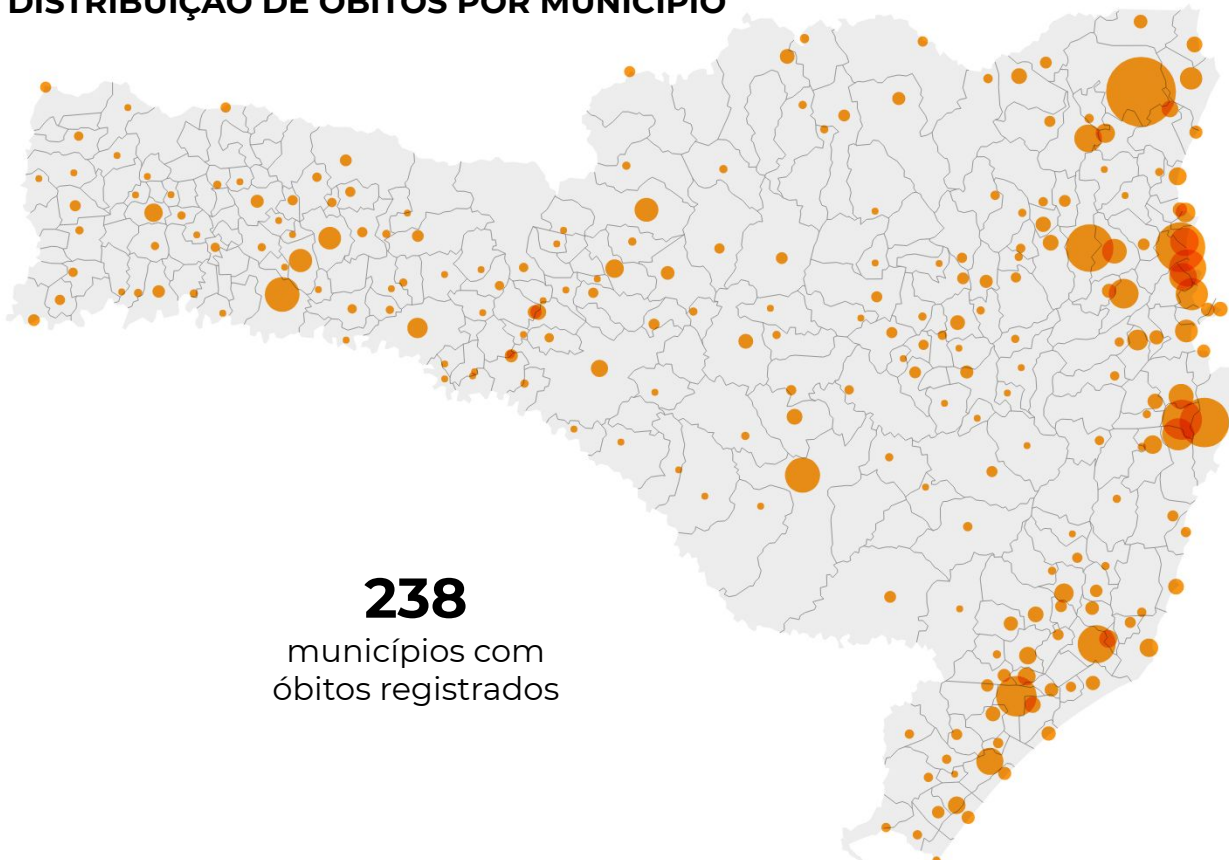 DISTRIBUIÇÃO DE ÓBITOS POR MUNICÍPIO
238
municípios com
óbitos registrados